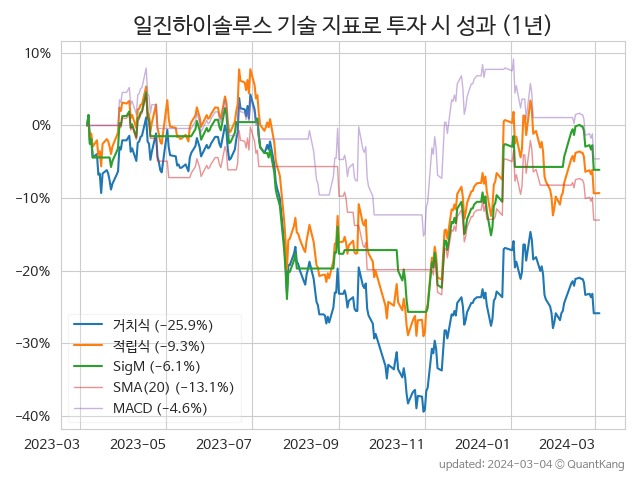 일진하이솔루스 기술 지표로 투자 시 성과 (1년)
10%
0%
−10%
−20%
−30%
−40%
거치식 (−25.9%)
적립식 (−9.3%)
SigM (−6.1%)
SMA(20) (−13.1%)
MACD (−4.6%)
2023−03
2023−05
2023−07
2023−09
2023−11
2024−01
2024−03
updated: 2024−03−04 © QuantKang